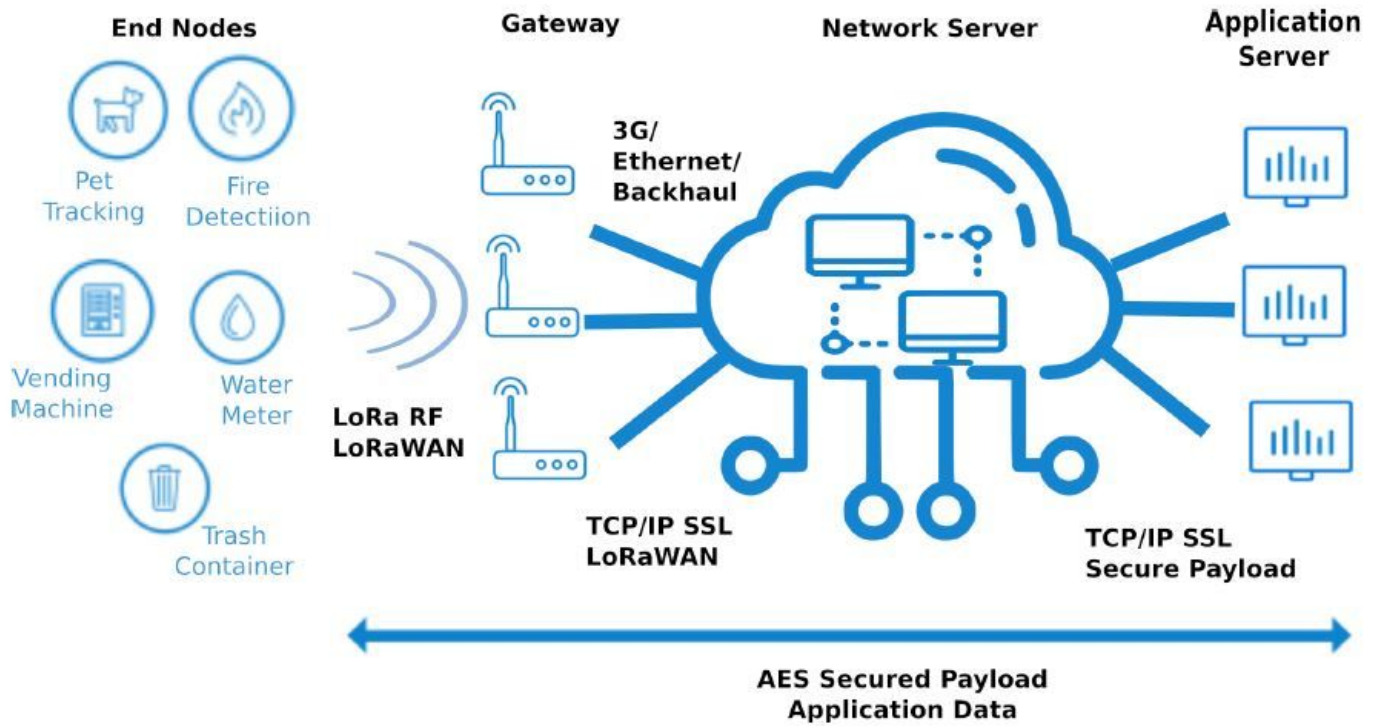 End Nodes
Gateway
Network Server
Application
Server
3G/
Ethernet/
Backhaul
Pet
Tracking
Fire
Detectiion
Vending
Machine
Water
Meter
LoRa RF
LoRaWAN
Trash
Container
TCP/IP SSL
LoRaWAN
TCP/IP SSL
Secure Payload
AES Secured Payload
Application Data